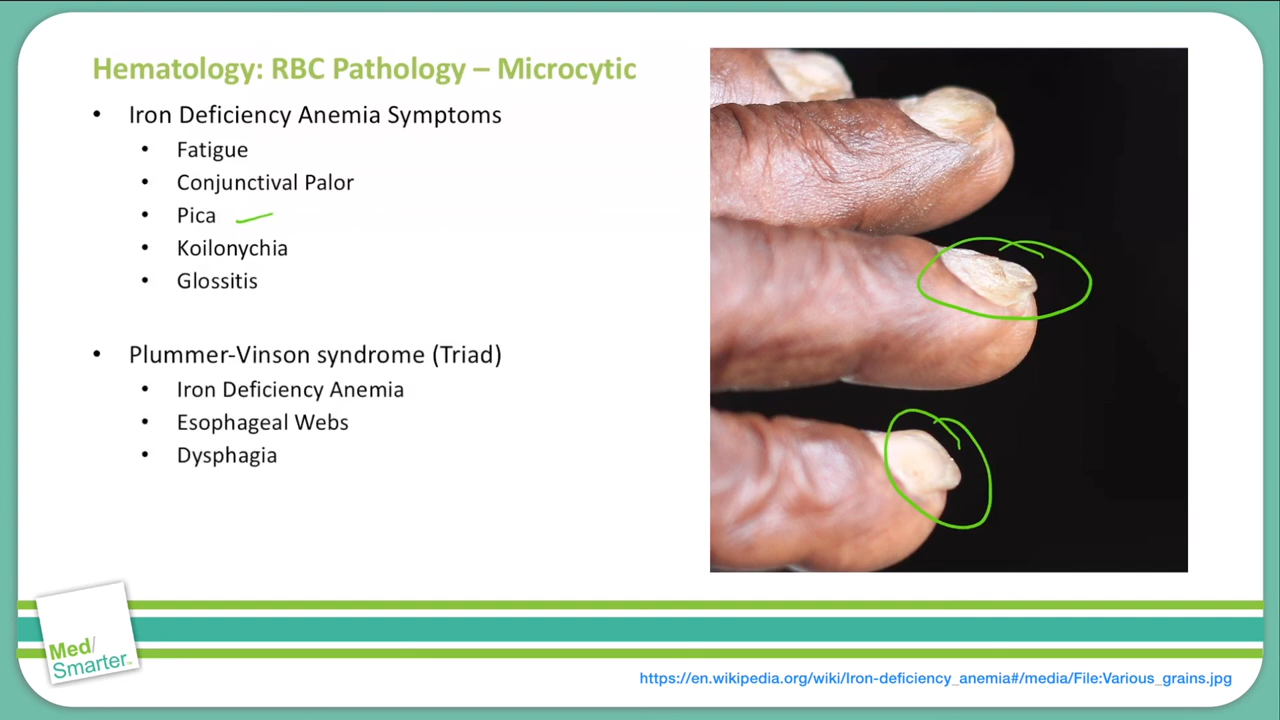 Hematology: RBC Pathology – Microcytic
• Iron Deficiency Anemia Symptoms
• Fatigue
• Conjunctival Palor
• Pica
• Koilonychia
• Glossitis
• Plummer-Vinson syndrome (Triad)
• Iron Deficiency Anemia
• Esophageal Webs
• Dysphagia
Med/
Smarter™
https://en.wikipedia.org/wiki/Iron-deficiency_anemia#/media/File:Various_grains.jpg